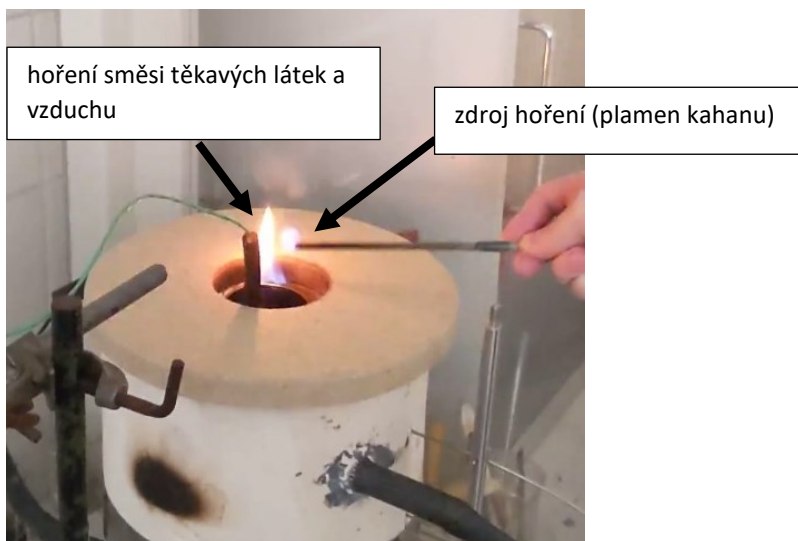 hoření směsi těkavých látek a
vzduchu
zdroj hoření (plamen kahanu)